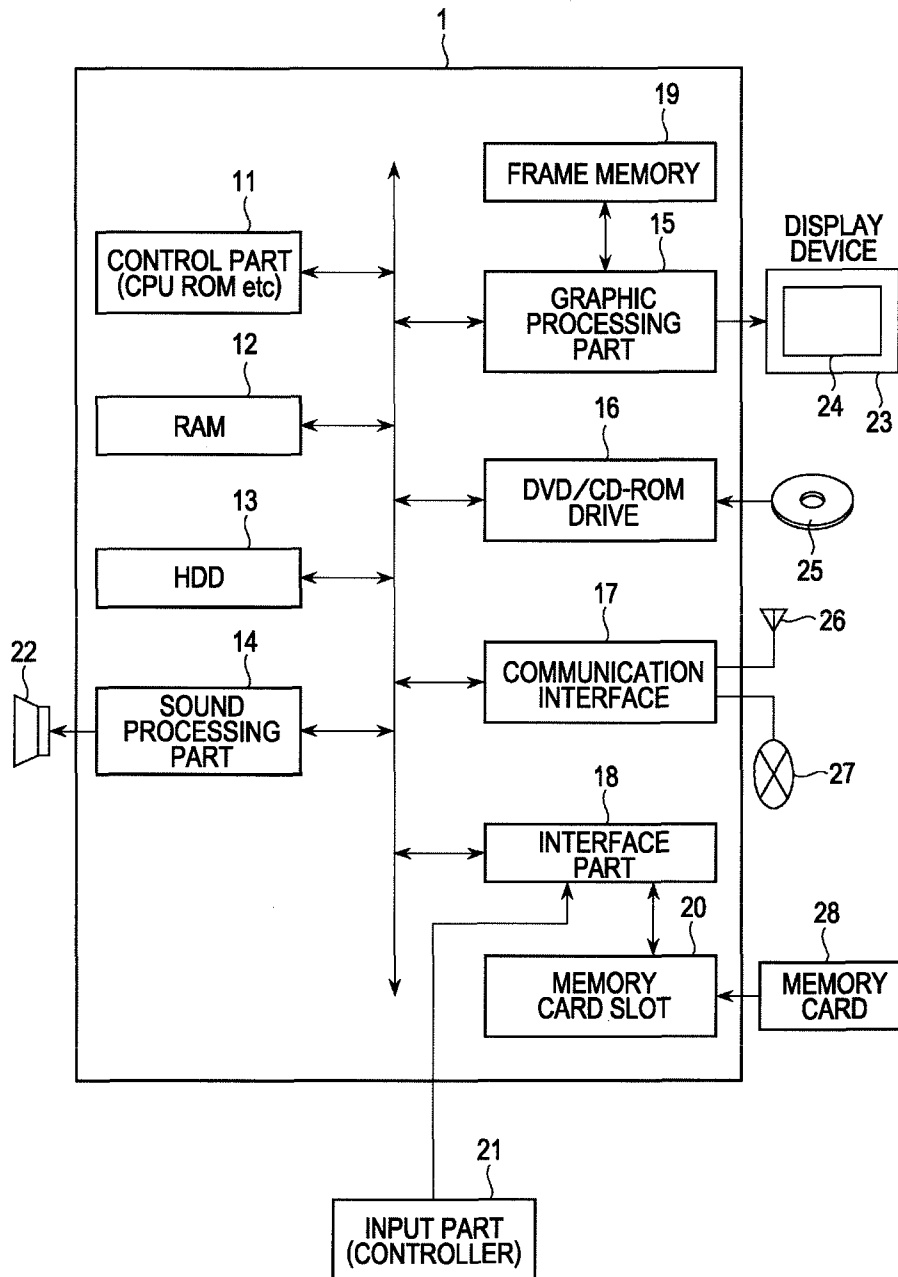 1
19
FRAME MEMORY
11
CONTROL PART
(CPU ROM etc)
15
GRAPHIC
PROCESSING
PART
DISPLAY
DEVICE
24
23
12
RAM
16
DVD/CD-ROM
DRIVE
25
13
HDD
17
COMMUNICATION
INTERFACE
26
27
22
14
SOUND
PROCESSING
PART
18
INTERFACE
PART
20
MEMORY
CARD SLOT
28
MEMORY
CARD
21
INPUT PART
(CONTROLLER)